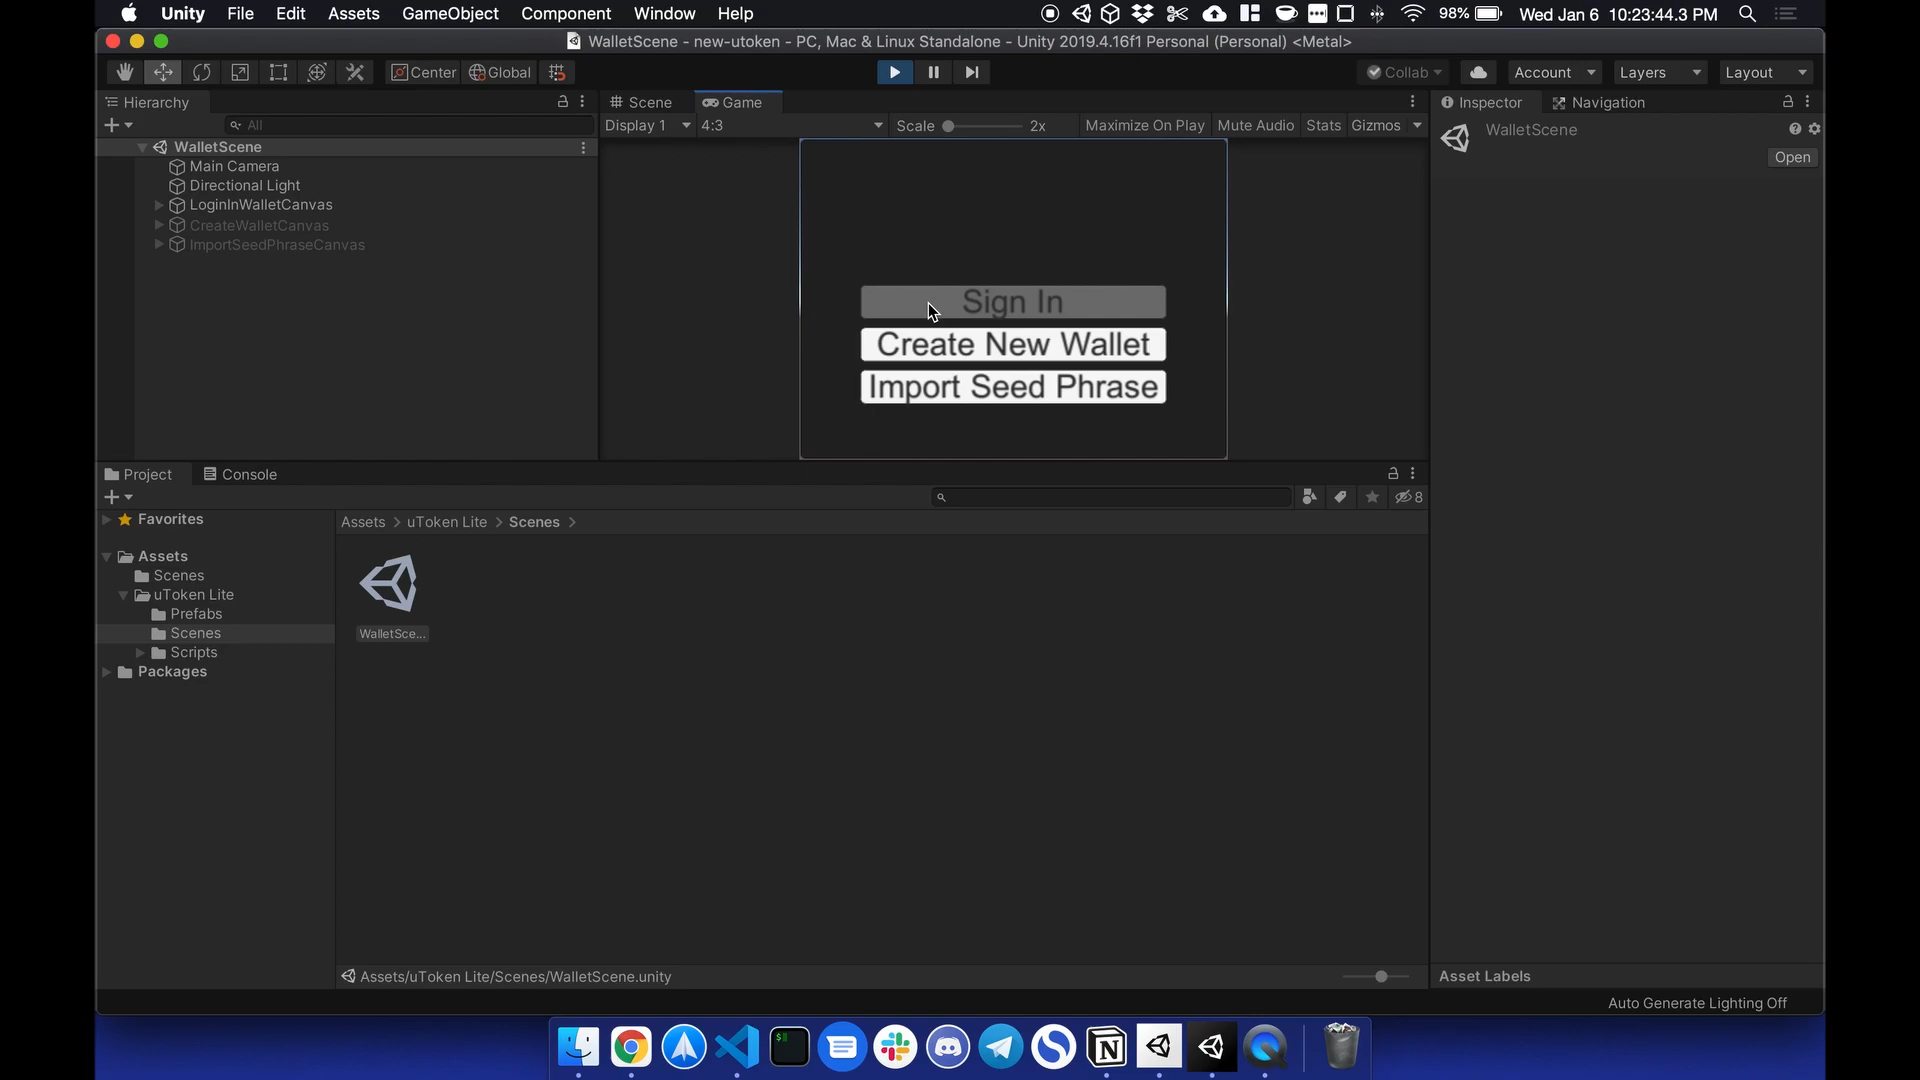 Unity File Edit Assets GameObject Component Window Help 98% Wed Jan 6 10:23:44.3 PM
WalletScene - new-utoken - PC, Mac & Linux Standalone - Unity 2019.4.16f1 Personal (Personal) <Metal>
Center Global Collab Account Layers Layout
Hierarchy Scene Game Inspector Navigation
All Display 1 4:3 Scale 2x Maximize On Play Mute Audio Stats Gizmos
WalletScene
Open
WalletScene
Main Camera
Directional Light
LoginInWalletCanvas
CreateWalletCanvas
ImportSeedPhraseCanvas
Sign In
Create New Wallet
Import Seed Phrase
Project Console
8
Favorites
Assets
Scenes
uToken Lite
Prefabs
Scenes
Scripts
Packages
Assets > uToken Lite > Scenes >
WalletSce...
Assets/uToken Lite/Scenes/WalletScene.unity
Asset Labels
Auto Generate Lighting Off